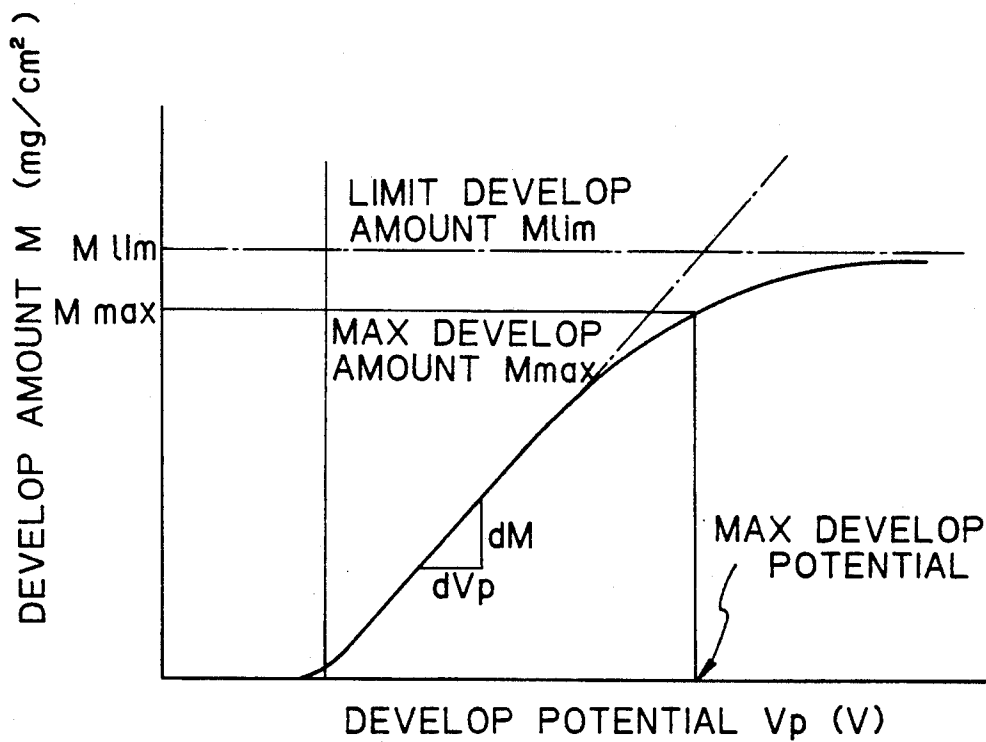 DEVELOP AMOUNT M (mg/cm²)
LIMIT DEVELOP
AMOUNT Mlim
M lim
M max
MAX DEVELOP
AMOUNT Mmax
dM
dVp
MAX DEVELOP
POTENTIAL
DEVELOP POTENTIAL Vp (V)